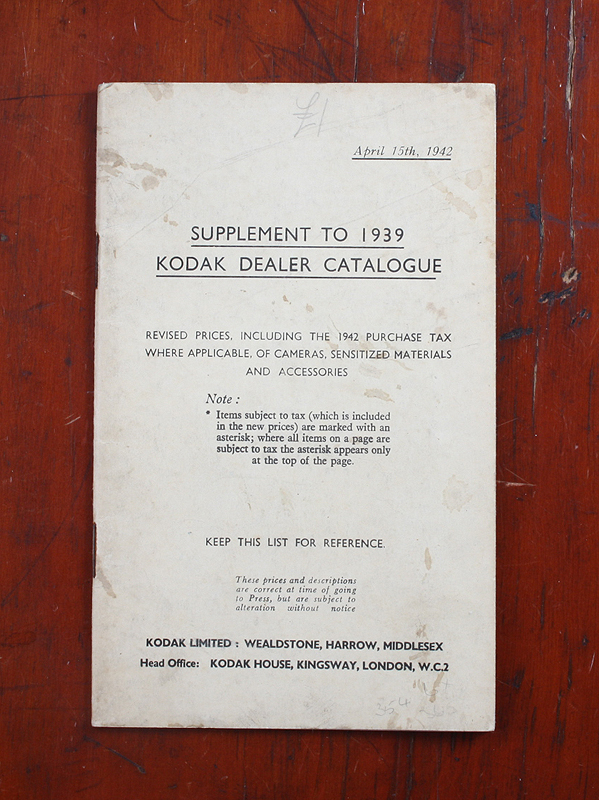 £1
April 15th, 1942
SUPPLEMENT TO 1939
KODAK DEALER CATALOGUE
REVISED PRICES, INCLUDING THE 1942 PURCHASE TAX
WHERE APPLICABLE, OF CAMERAS, SENSITIZED MATERIALS
AND ACCESSORIES
Note :
* Items subject to tax (which is included
in the new prices) are marked with an
asterisk; where all items on a page are
subject to tax the asterisk appears only
at the top of the page.
KEEP THIS LIST FOR REFERENCE.
These prices and descriptions
are correct at time of going
to Press, but are subject to
alteration without notice
KODAK LIMITED : WEALDSTONE, HARROW, MIDDLESEX
Head Office: KODAK HOUSE, KINGSWAY, LONDON, W.C.2